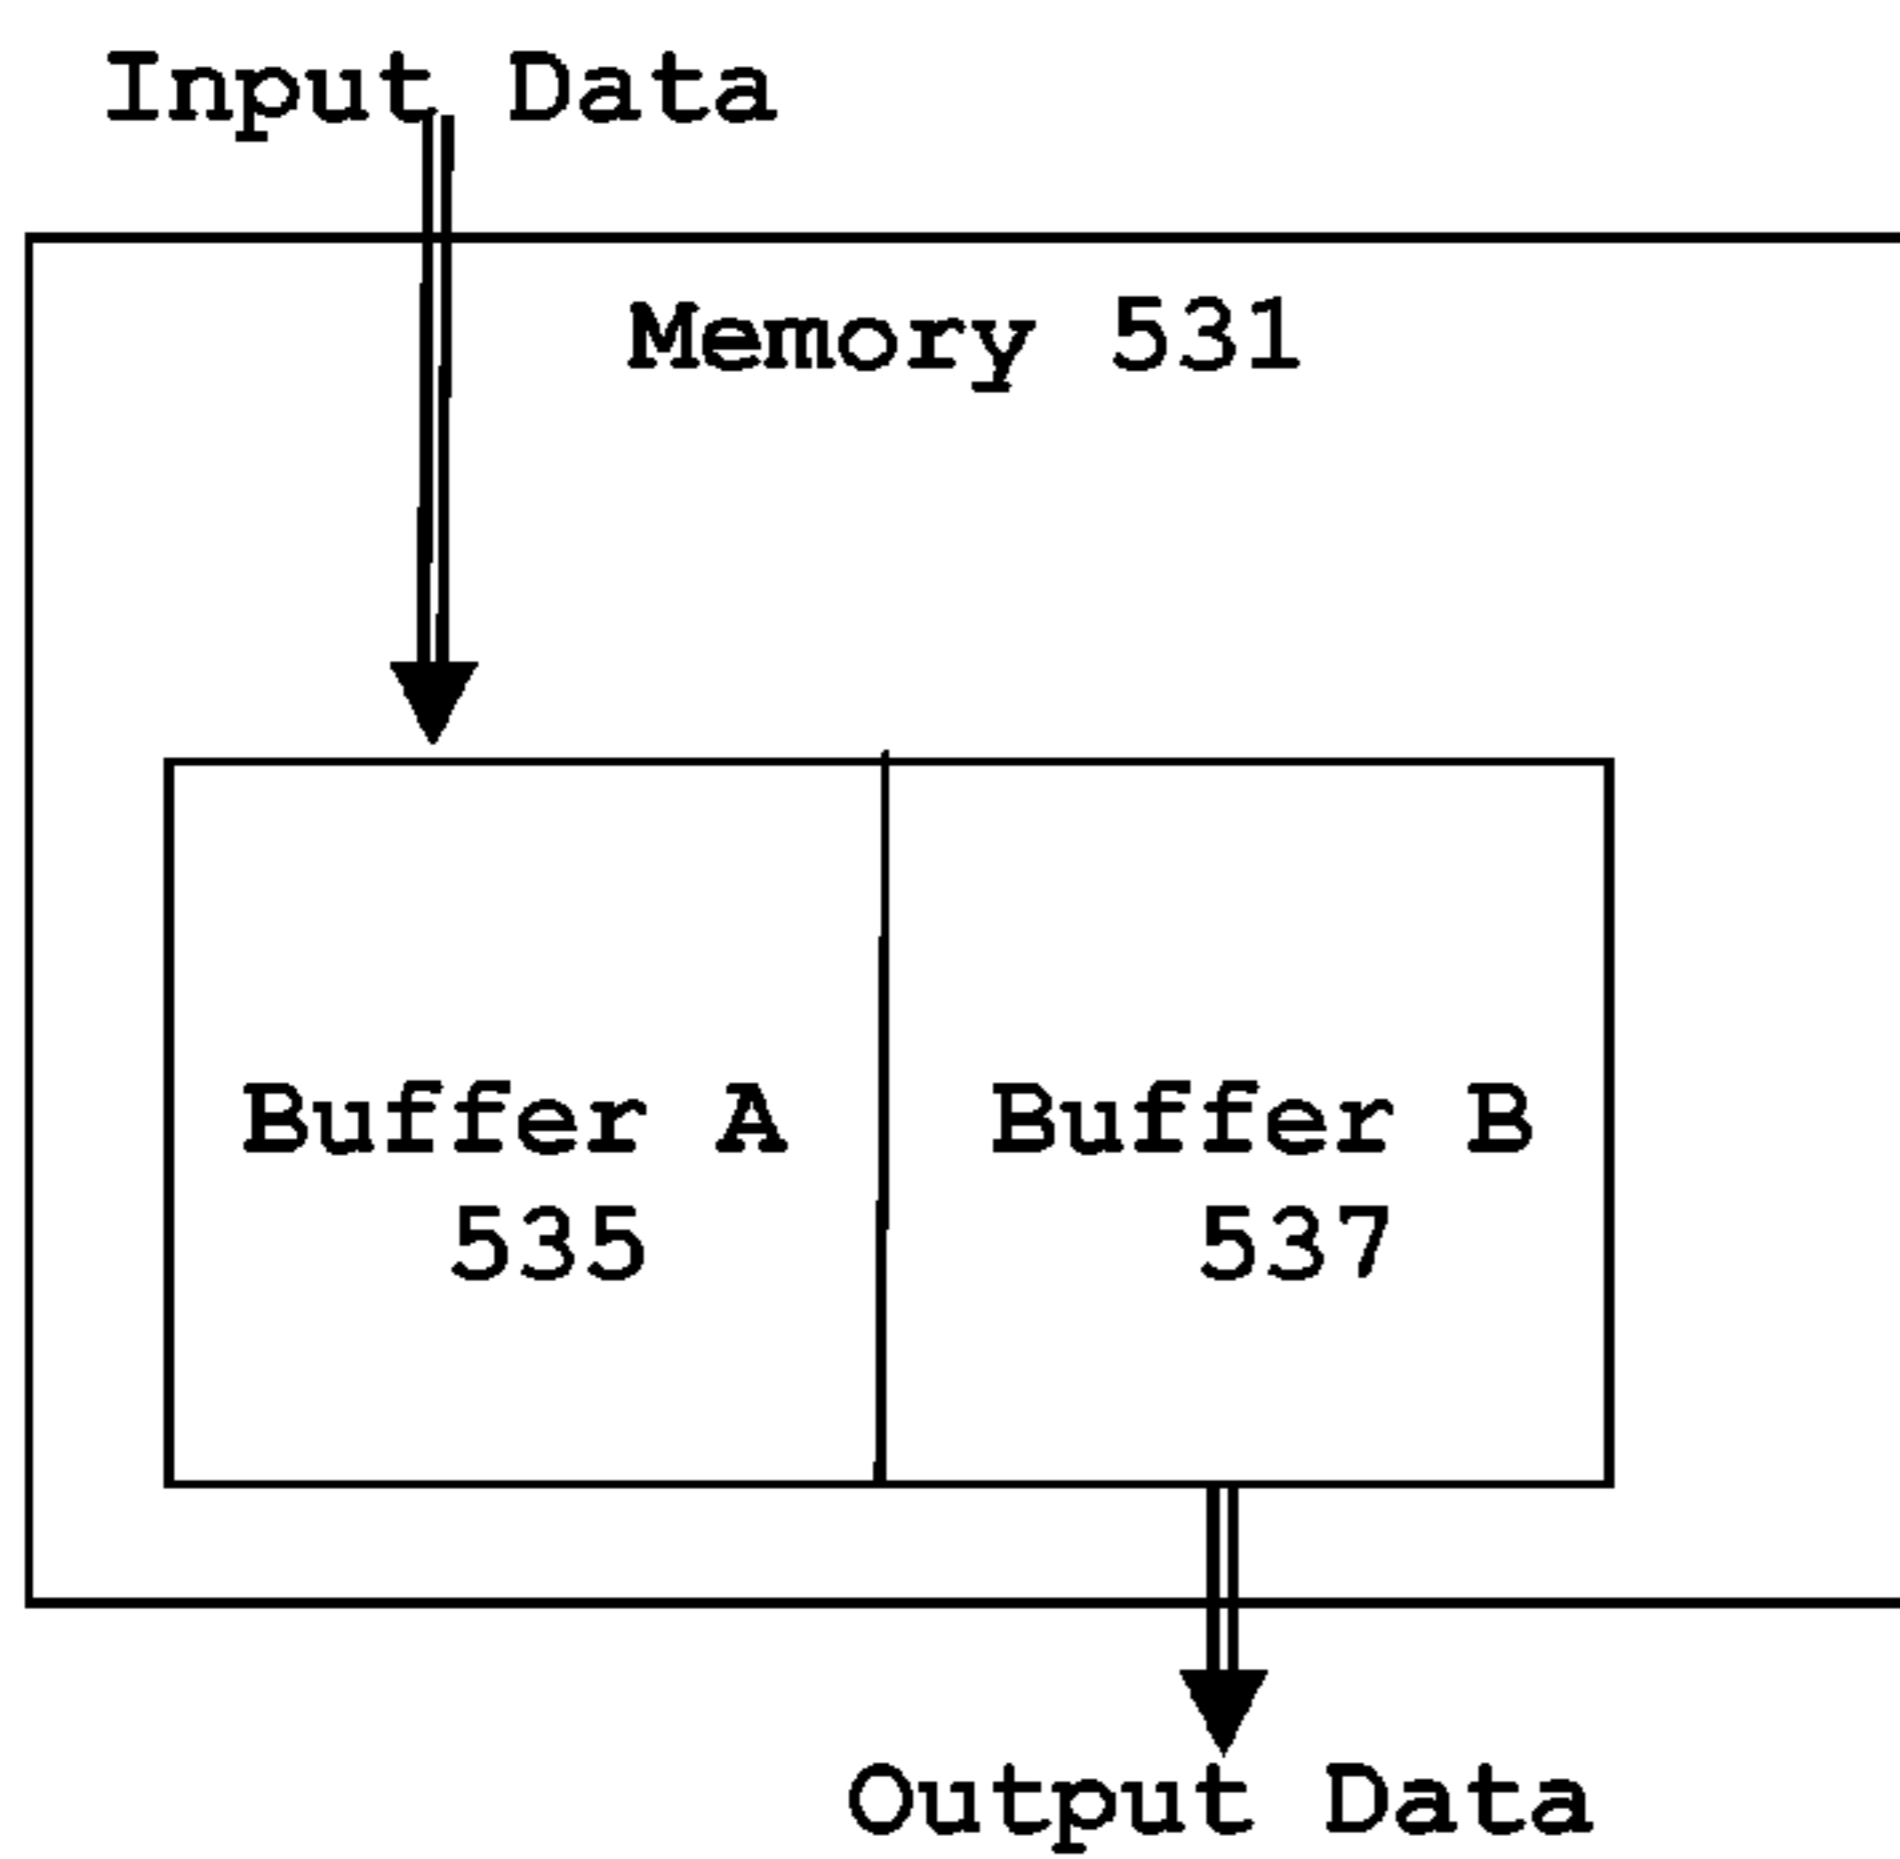 Input Data
Memory 531
Buffer A
535
Buffer B
537
Output Data